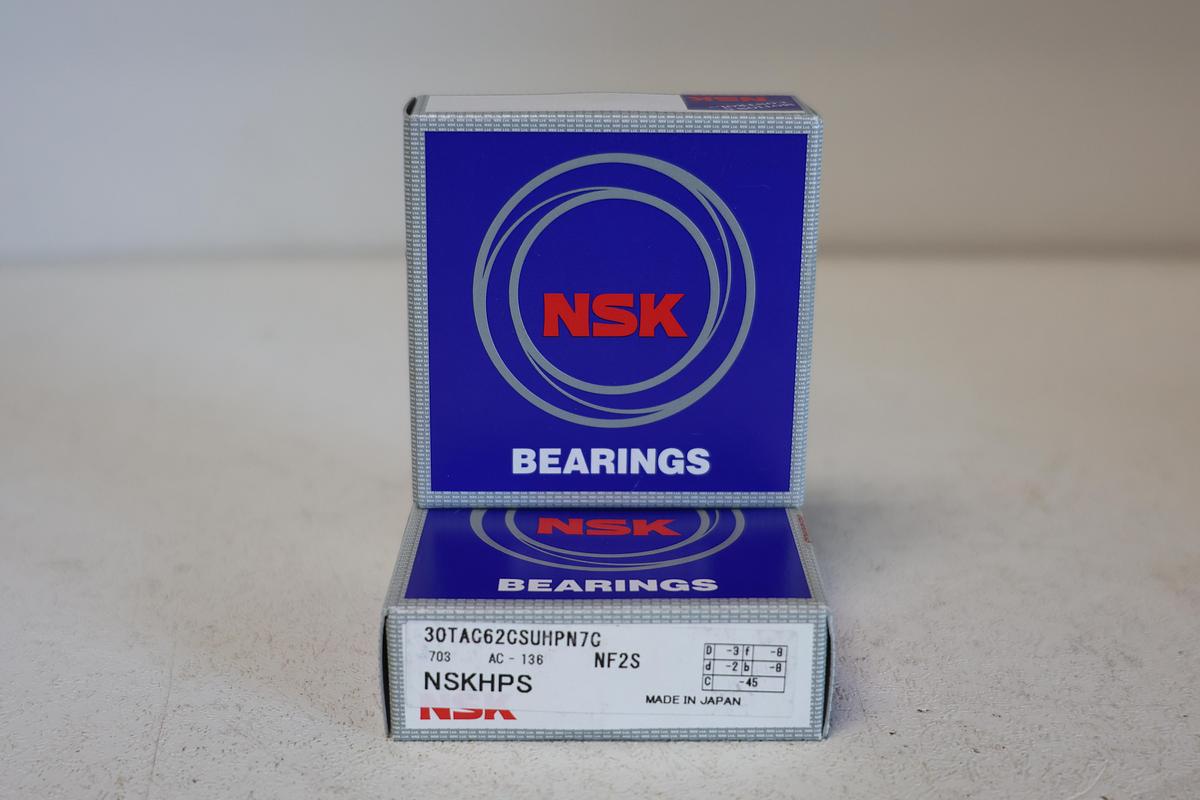 NSK
NSK
BEARINGS
NSK
BEARINGS
30TAC62CSUHPN7C
703 AC - 136 NF2S
NSKHPS
D -3 f -8
d -2 b -8
C -45
MADE IN JAPAN
NSK